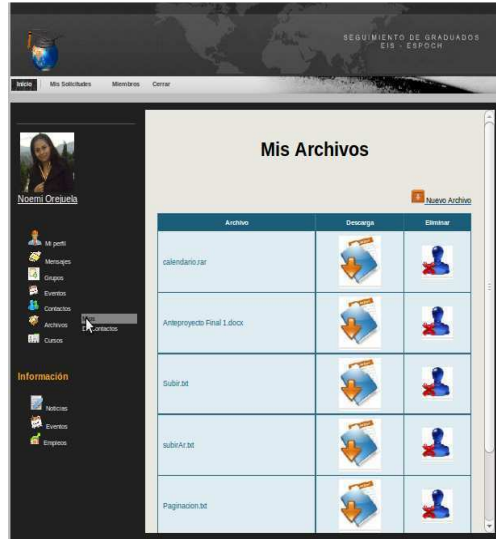 SEGUIMIENTO DE GRADUADOS
EIS - ESPOCH
Inicio
Mis Solicitudes
Miembros
Cerrar
Noemi Orejuela
Mi perfil
Mensajes
Grupos
Eventos
Contactos
Archivos
Cursos
Información
Noticias
Eventos
Empleos
Mis Archivos
Nuevo Archivo
Archivo
Descarga
Eliminar
calendario.rar
Anteproyecto Final 1.docx
Subir.txt
subirAr.txt
Paginacion.txt